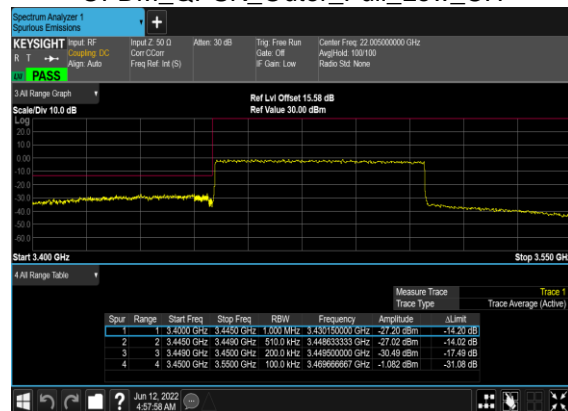 Spectrum Analyzer 1
Spurious Emissions
KEYSIGHT Input: RF Input Z: 50 Ω Atten: 30 dB Trig: Free Run Center Freq: 22.005000000 GHz
R T Coupling: DC Corr CCorr Gate: Off Avg|Hold: 100/100
Align: Auto Freq Ref: Int (S) IF Gain: Low Radio Std: None
PASS
3 All Range Graph
Ref Lvl Offset 15.58 dB
Scale/Div 10.0 dB Ref Value 30.00 dBm
Log
20.0
10.0
0.00
-10.0
-20.0
-30.0
-40.0
-50.0
-60.0
Start 3.400 GHz Stop 3.550 GHz
4 All Range Table
Measure Trace Trace 1
Trace Type Trace Average (Active)
Spur Range Start Freq Stop Freq RBW Frequency Amplitude ΔLimit
1 1 3.4000 GHz 3.4450 GHz 1.000 MHz 3.430150000 GHz -27.20 dBm -14.20 dB
2 2 3.4450 GHz 3.4490 GHz 510.0 kHz 3.448633333 GHz -27.02 dBm -14.02 dB
3 3 3.4490 GHz 3.4500 GHz 200.0 kHz 3.449500000 GHz -30.49 dBm -17.49 dB
4 4 3.4500 GHz 3.5500 GHz 100.0 kHz 3.469666667 GHz -1.082 dBm -31.08 dB
Jun 12, 2022
4:57:58 AM